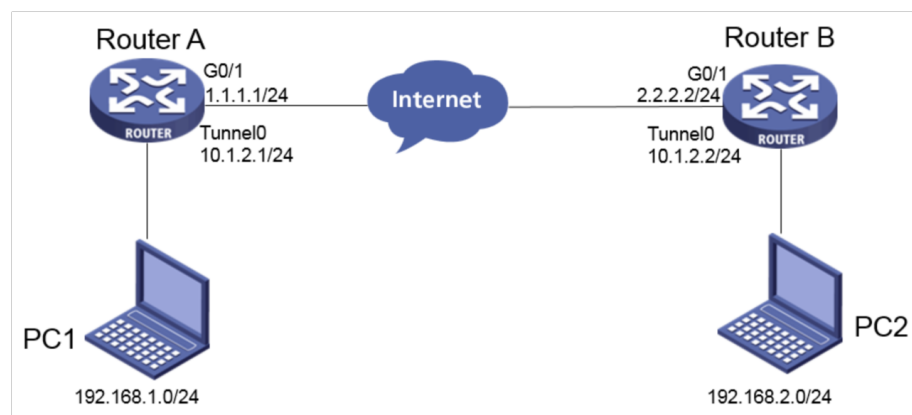 Router A
Router B
G0/1
1.1.1.1/24
Internet
G0/1
2.2.2.2/24
ROUTER
Tunnel0
10.1.2.1/24
Tunnel0
10.1.2.2/24
ROUTER
PC1
PC2
192.168.1.0/24
192.168.2.0/24